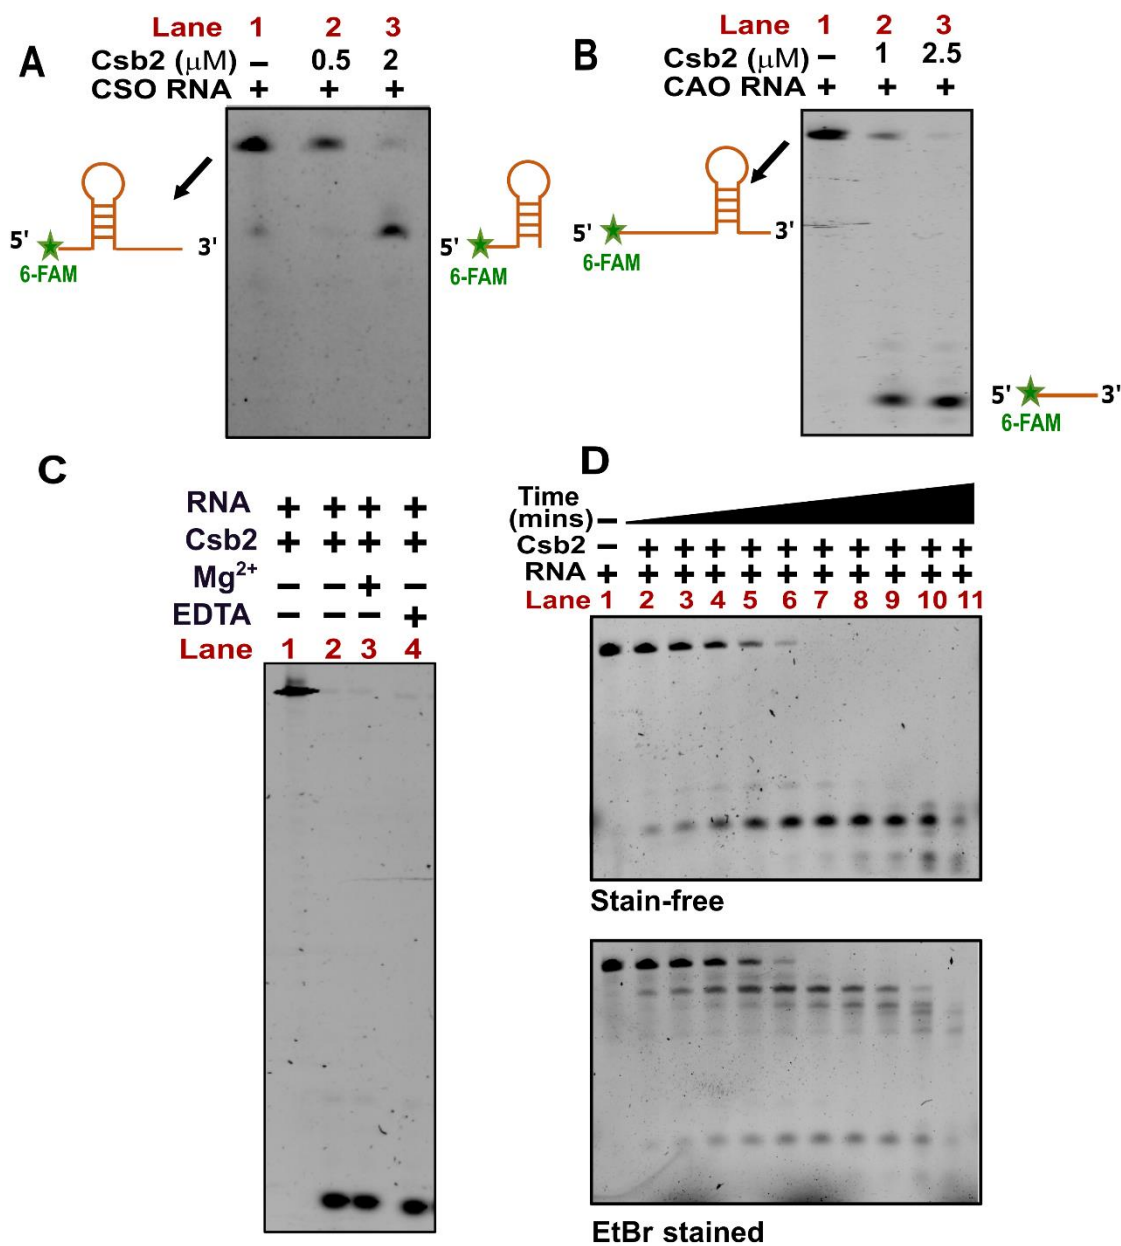 A
Lane 1 2 3
Csb2 (μM) – 0.5 2
CSO RNA + + +
5' 3'
6-FAM
5'
6-FAM
B
Lane 1 2 3
Csb2 (μM) – 1 2.5
CAO RNA + + +
5' 3'
6-FAM
5' 3'
6-FAM
C
RNA + + + +
Csb2 + + + +
Mg²⁺ – – + –
EDTA – – – +
Lane 1 2 3 4
D
Time
(mins) –
Csb2 – + + + + + + + + + +
RNA + + + + + + + + + + +
Lane 1 2 3 4 5 6 7 8 9 10 11
Stain-free
EtBr stained